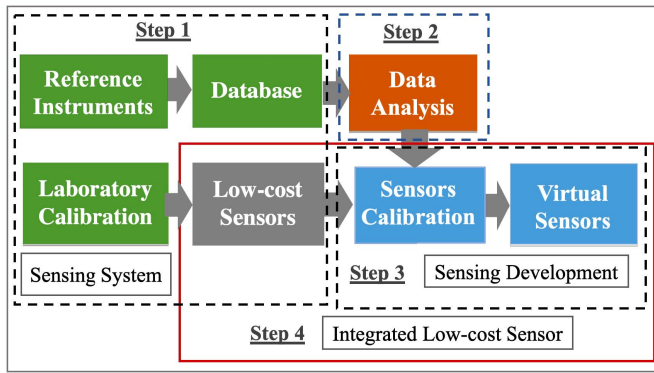 Step 1
Step 2
Reference
Instruments
Database
Data
Analysis
Laboratory
Calibration
Low-cost
Sensors
Sensors
Calibration
Virtual
Sensors
Sensing System
Step 3
Sensing Development
Step 4
Integrated Low-cost Sensor